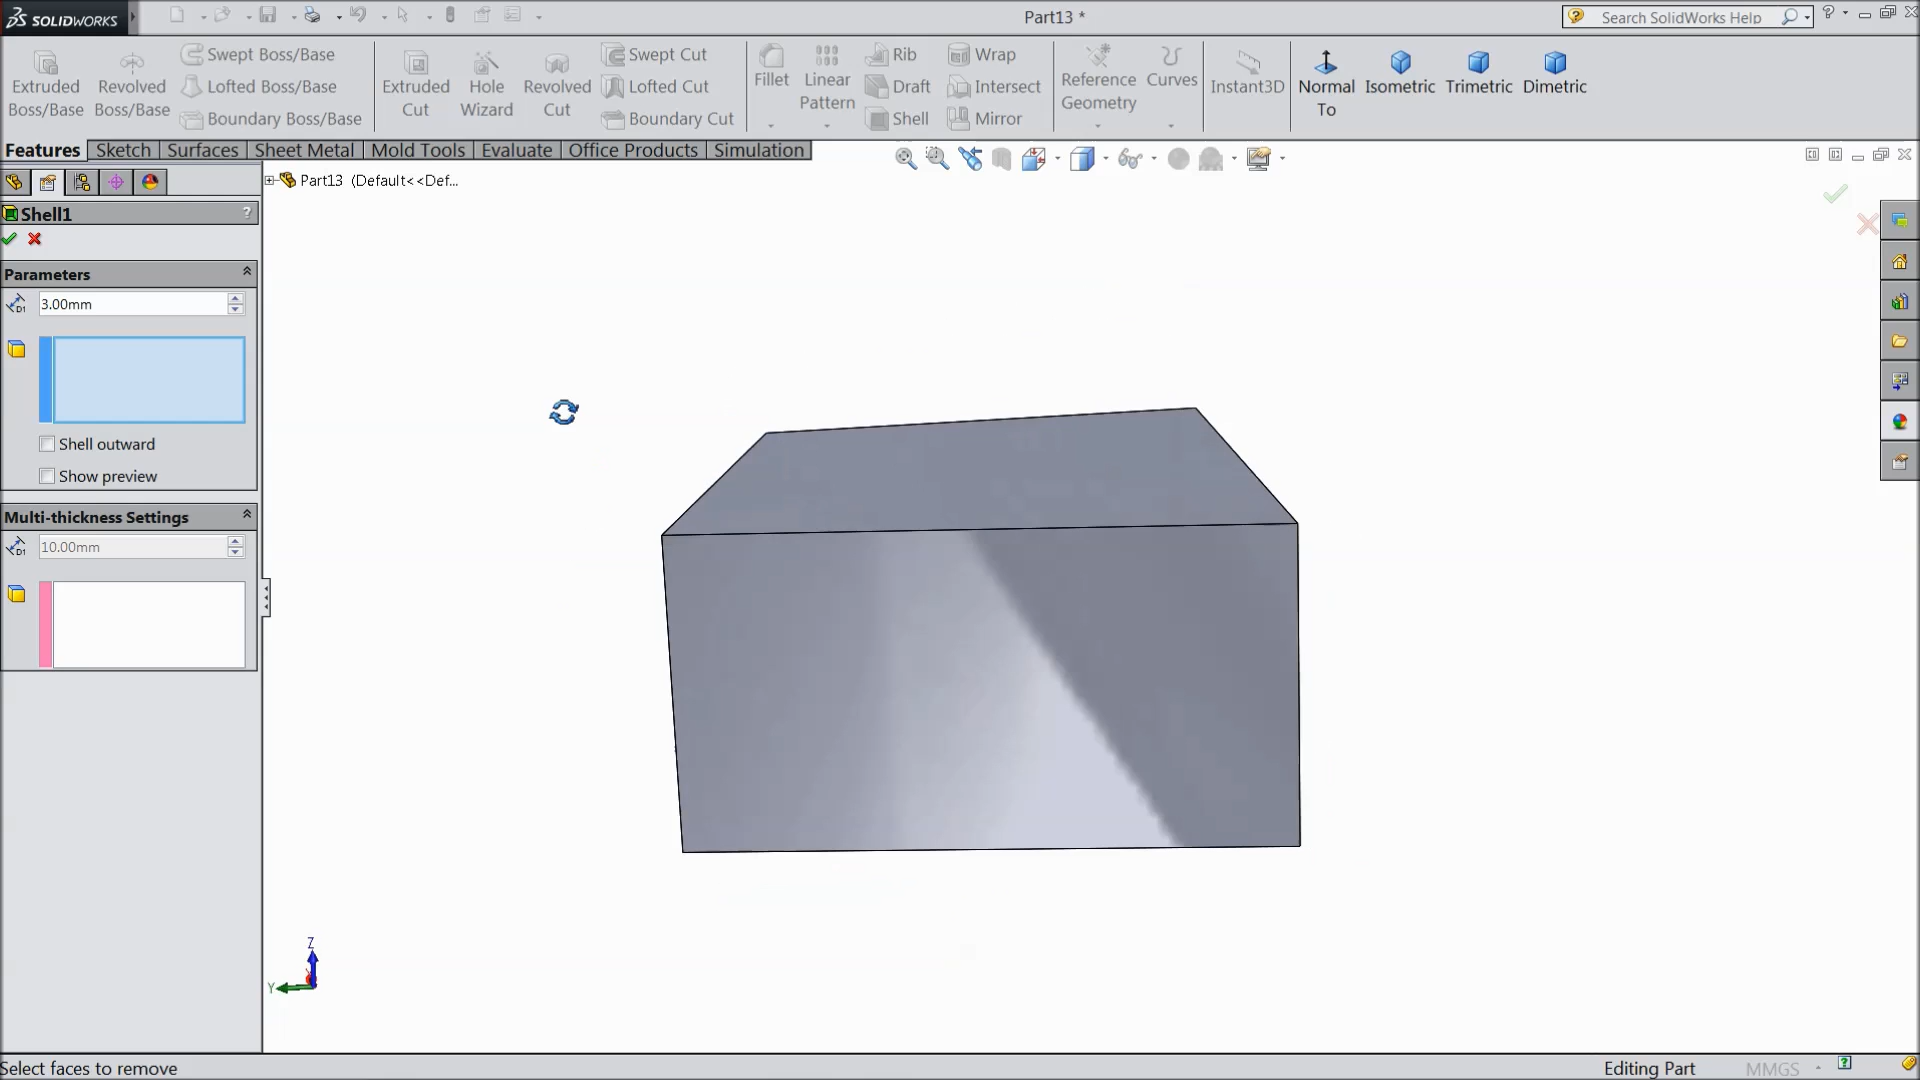 SOLIDWORKS
Part13 *
Search SolidWorks Help
Extruded Boss/Base
Revolved Boss/Base
Swept Boss/Base
Lofted Boss/Base
Boundary Boss/Base
Extruded Cut
Hole Wizard
Revolved Cut
Swept Cut
Lofted Cut
Boundary Cut
Fillet
Linear Pattern
Rib
Draft
Shell
Wrap
Intersect
Mirror
Reference Geometry
Curves
Instant3D
Normal To
Isometric
Trimetric
Dimetric
Features Sketch Surfaces Sheet Metal Mold Tools Evaluate Office Products Simulation
Part13 (Default<<Def...
Shell1 ?
Parameters
D1 3.00mm
Shell outward
Show preview
Multi-thickness Settings
D1 10.00mm
Z
Y
Select faces to remove
Editing Part
MMGS